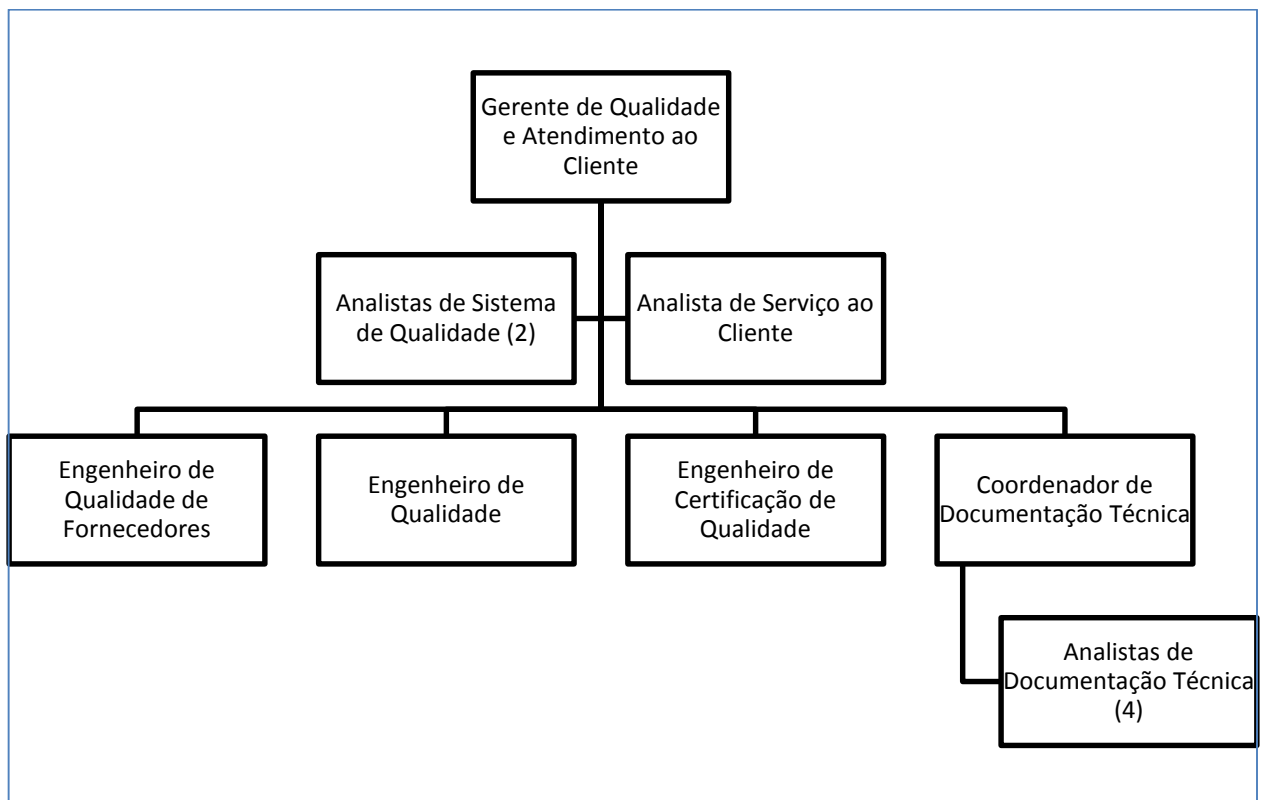 Gerente de Qualidade
e Atendimento ao
Cliente
Analistas de Sistema
de Qualidade (2)
Analista de Serviço ao
Cliente
Engenheiro de
Qualidade de
Fornecedores
Engenheiro de
Qualidade
Engenheiro de
Certificação de
Qualidade
Coordenador de
Documentação Técnica
Analistas de
Documentação Técnica
(4)